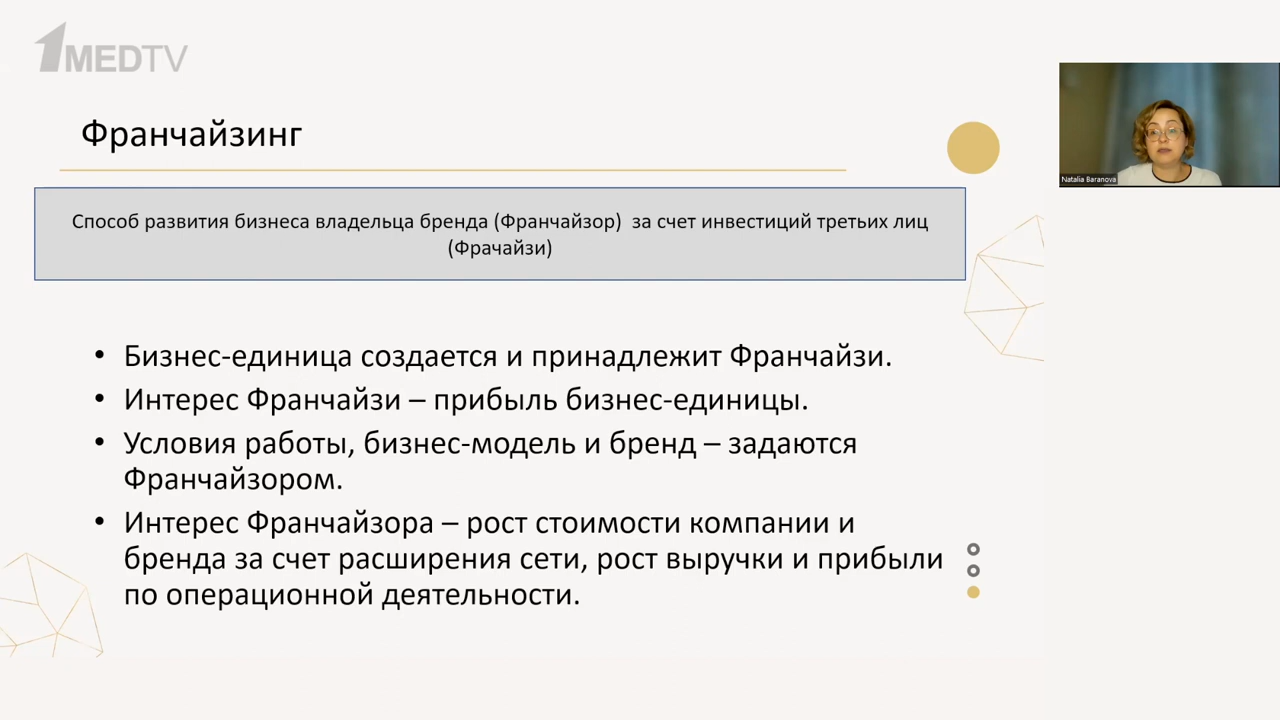 1MEDTV
Франчайзинг
Способ развития бизнеса владельца бренда (Франчайзор) за счет инвестиций третьих лиц
(Фрачайзи)
• Бизнес-единица создается и принадлежит Франчайзи.
• Интерес Франчайзи – прибыль бизнес-единицы.
• Условия работы, бизнес-модель и бренд – задаются
Франчайзором.
• Интерес Франчайзора – рост стоимости компании и
бренда за счет расширения сети, рост выручки и прибыли
по операционной деятельности.
Natalia Baranova